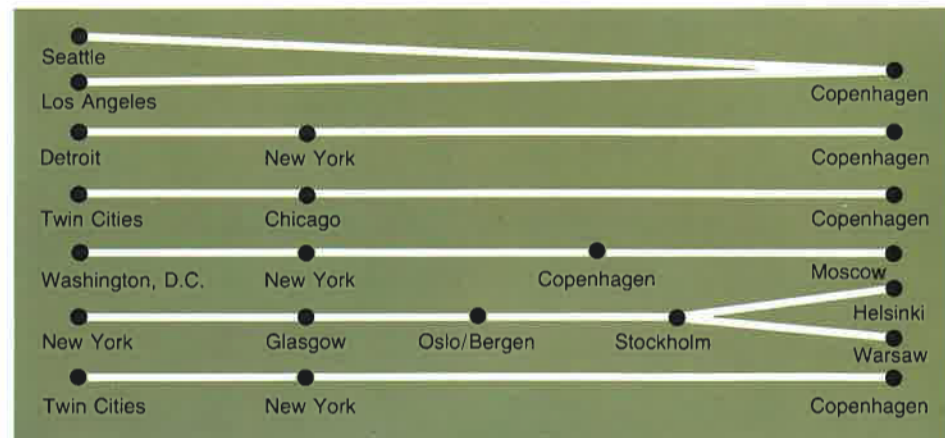 Seattle
Los Angeles
Copenhagen
Detroit New York Copenhagen
Twin Cities Chicago Copenhagen
Washington, D.C. New York Copenhagen Moscow
Helsinki
New York Glasgow Oslo/Bergen Stockholm
Warsaw
Twin Cities New York Copenhagen